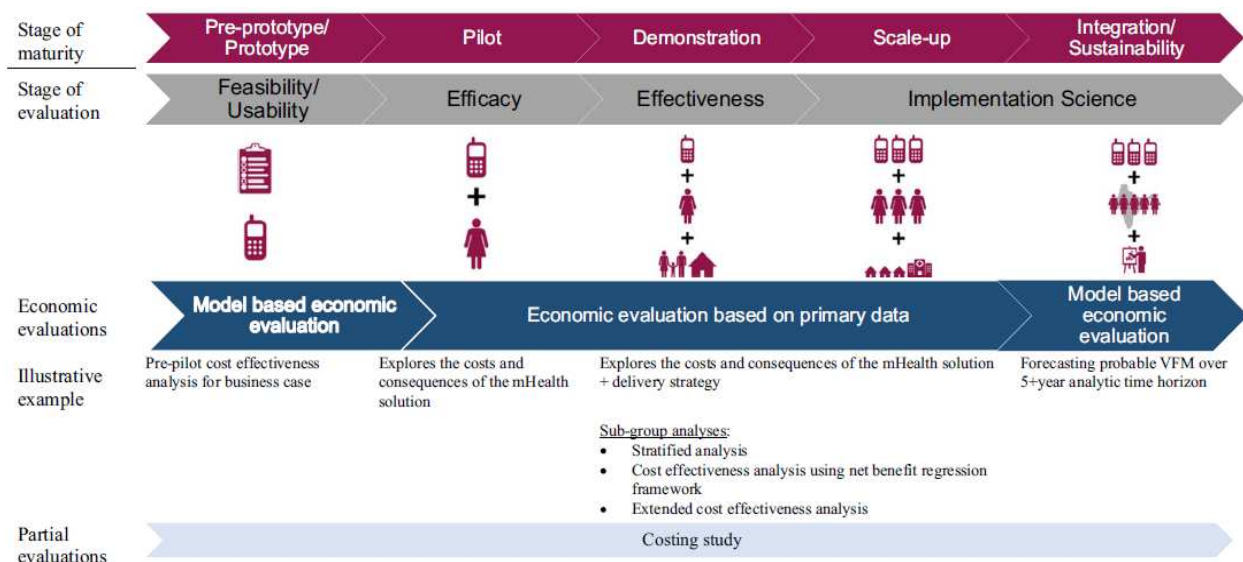 Stage of
maturity
Pre-prototype/
Prototype
Pilot
Demonstration
Scale-up
Integration/
Sustainability
Stage of
evaluation
Feasibility/
Usability
Efficacy
Effectiveness
Implementation Science
+
+
+
+
+
+
+
Economic
evaluations
Model based economic
evaluation
Economic evaluation based on primary data
Model based
economic
evaluation
Illustrative
example
Pre-pilot cost effectiveness
analysis for business case
Explores the costs and
consequences of the mHealth
solution
Explores the costs and consequences of the mHealth solution
+ delivery strategy
Forecasting probable VFM over
5+year analytic time horizon
Sub-group analyses:
• Stratified analysis
• Cost effectiveness analysis using net benefit regression
framework
• Extended cost effectiveness analysis
Partial
evaluations
Costing study